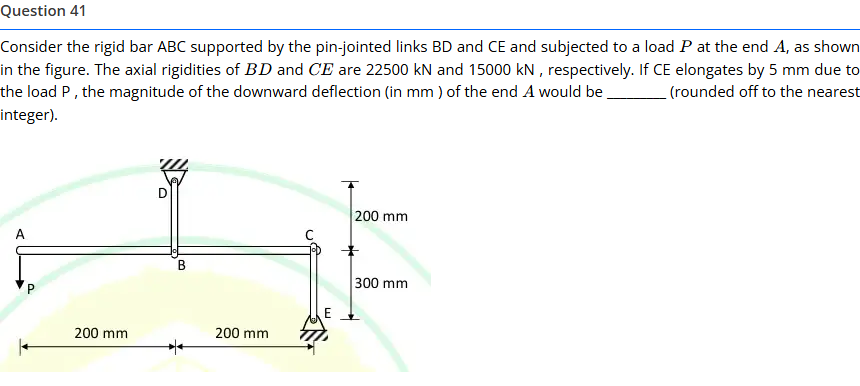 Question 41
Consider the rigid bar ABC supported by the pin-jointed links BD and CE and subjected to a load P at the end A, as shown
in the figure. The axial rigidities of BD and CE are 22500 kN and 15000 kN , respectively. If CE elongates by 5 mm due to
the load P , the magnitude of the downward deflection (in mm ) of the end A would be ________ (rounded off to the nearest
integer).
D
200 mm
A
C
B
300 mm
P
E
200 mm
200 mm